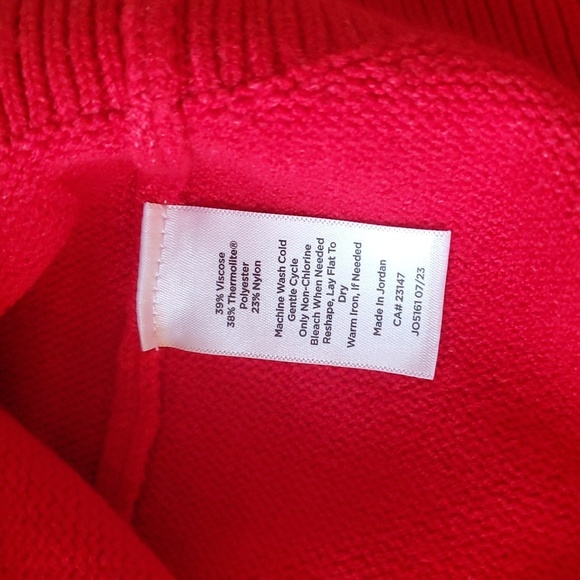 39% Viscose
38% Thermolite®
Polyester
23% Nylon
Machine Wash Cold
Gentle Cycle
Only Non-Chlorine
Bleach When Needed
Reshape, Lay Flat To
Dry
Warm Iron, If Needed
Made In Jordan
CA# 23147
JO5161 07/23